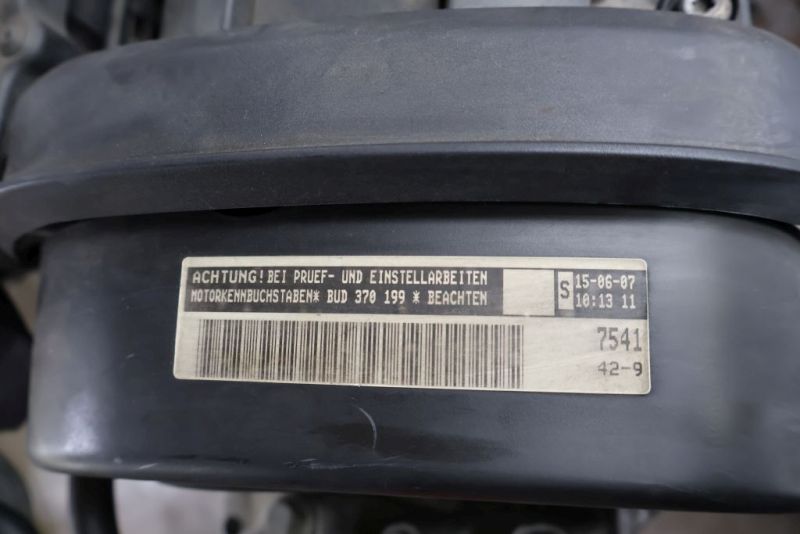 ACHTUNG! BEI PRUEF- UND EINSTELLARBEITEN
MOTORKENNBUCHSTABEN* BUD 370 199 * BEACHTEN
S
15-06-07
10:13 11
7541
42-9